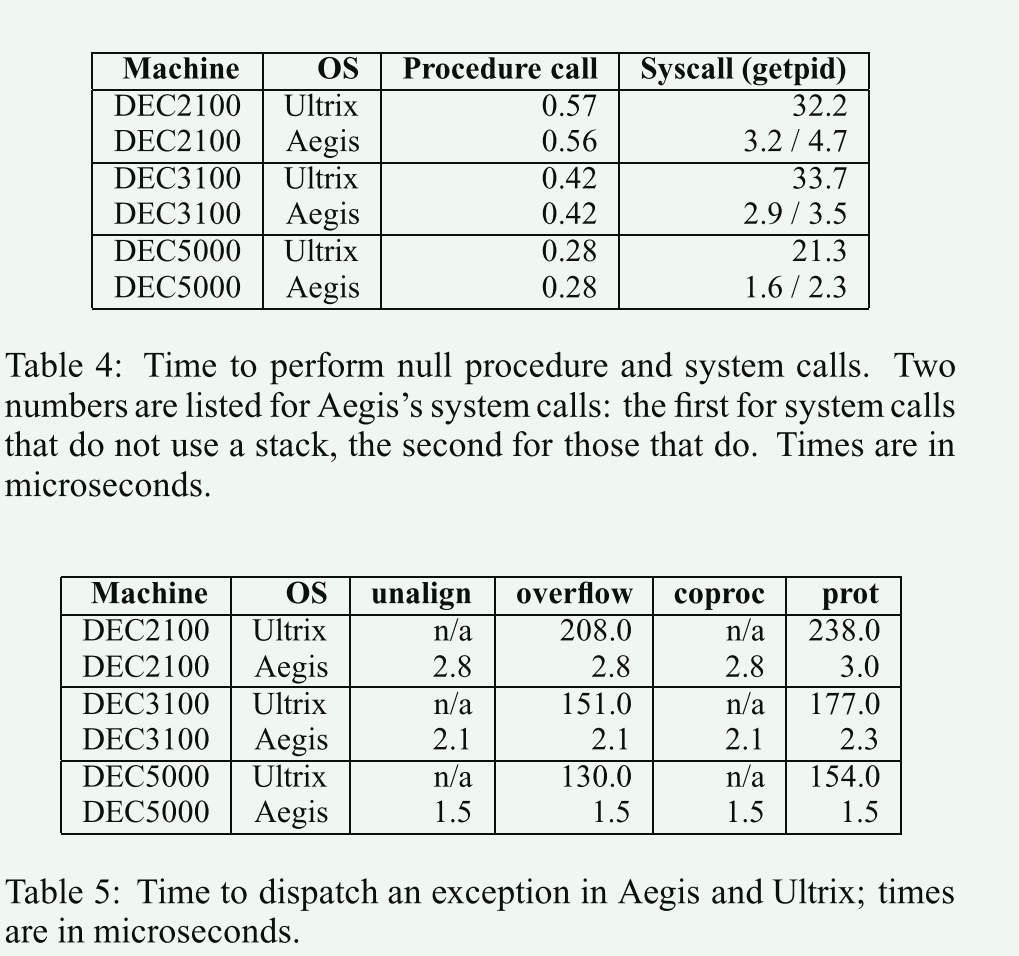 Machine OS Procedure call Syscall (getpid)
DEC2100 Ultrix 0.57 32.2
DEC2100 Aegis 0.56 3.2 / 4.7
DEC3100 Ultrix 0.42 33.7
DEC3100 Aegis 0.42 2.9 / 3.5
DEC5000 Ultrix 0.28 21.3
DEC5000 Aegis 0.28 1.6 / 2.3
Table 4: Time to perform null procedure and system calls. Two
numbers are listed for Aegis's system calls: the first for system calls
that do not use a stack, the second for those that do. Times are in
microseconds.
Machine OS unalign overflow coproc prot
DEC2100 Ultrix n/a 208.0 n/a 238.0
DEC2100 Aegis 2.8 2.8 2.8 3.0
DEC3100 Ultrix n/a 151.0 n/a 177.0
DEC3100 Aegis 2.1 2.1 2.1 2.3
DEC5000 Ultrix n/a 130.0 n/a 154.0
DEC5000 Aegis 1.5 1.5 1.5 1.5
Table 5: Time to dispatch an exception in Aegis and Ultrix; times
are in microseconds.